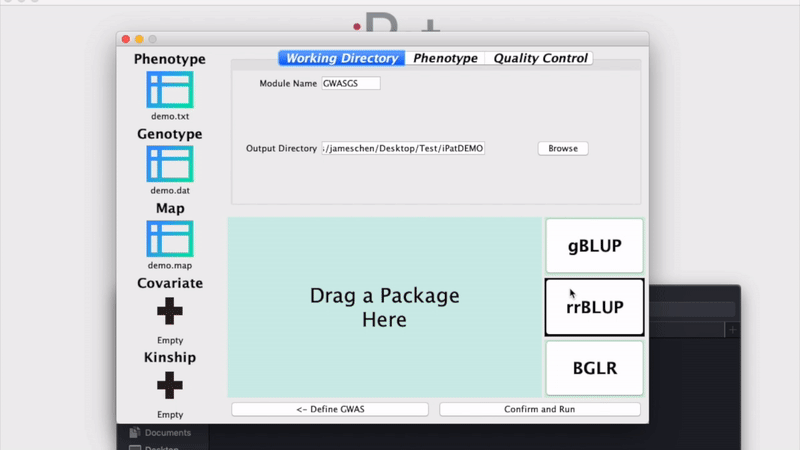 Phenotype
demo.txt
Genotype
demo.dat
Map
demo.map
Covariate
Empty
Kinship
Empty
Working Directory Phenotype Quality Control
Module Name GWASGS
Output Directory ./jameschen/Desktop/Test/iPatDEMO Browse
Drag a Package
Here
gBLUP
rrBLUP
BGLR
<- Define GWAS Confirm and Run
Documents
Desktop